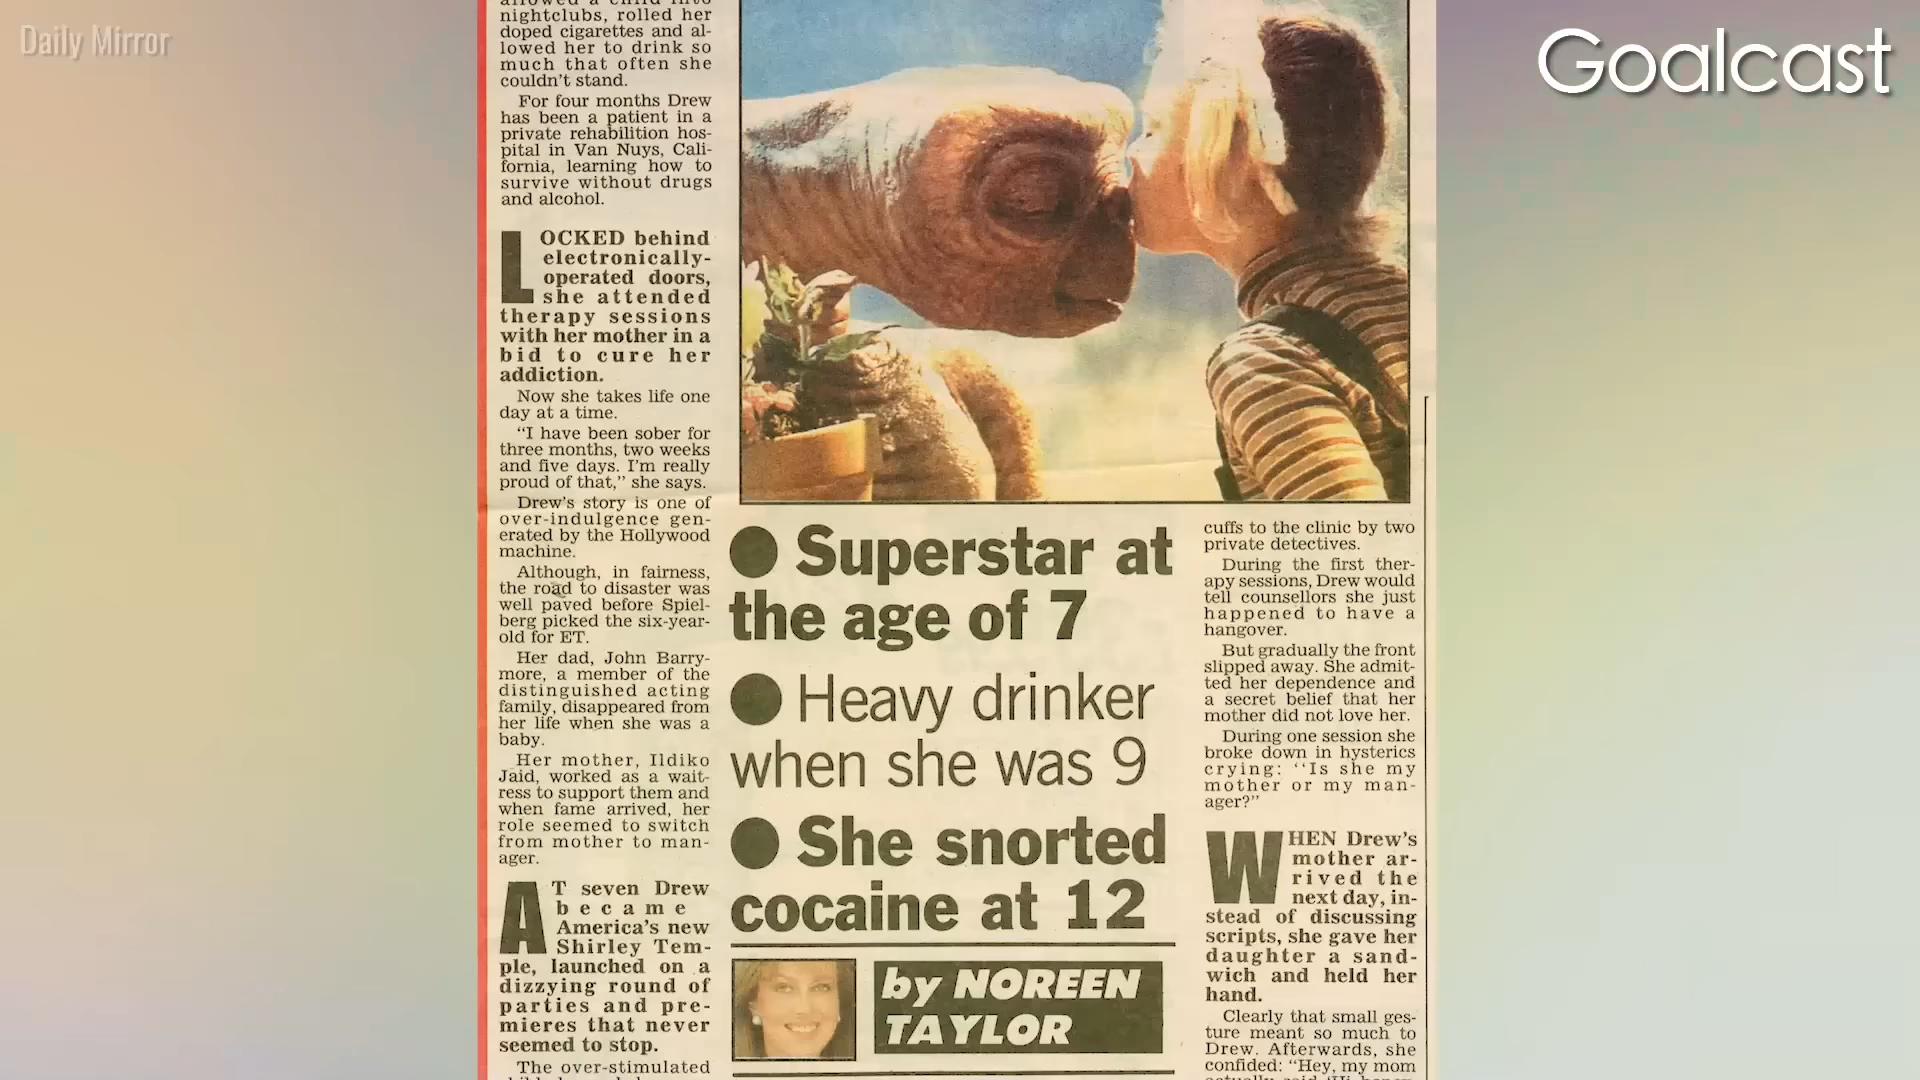 Daily Mirror
Goalcast
nightclubs, rolled her
doped cigarettes and al-
lowed her to drink so
much that often she
couldn't stand.
For four months Drew
has been a patient in a
private rehabilition hos-
pital in Van Nuys, Cali-
fornia, learning how to
survive without drugs
and alcohol.
LOCKED behind
electronically-
operated doors,
she attended
therapy sessions
with her mother in a
bid to cure her
addiction.
Now she takes life one
day at a time.
"I have been sober for
three months, two weeks
and five days. I'm really
proud of that," she says.
Drew's story is one of
over-indulgence gen-
erated by the Hollywood
machine.
Although, in fairness,
the road to disaster was
well paved before Spiel-
berg picked the six-year-
old for ET.
Her dad, John Barry-
more, a member of the
distinguished acting
family, disappeared from
her life when she was a
baby.
Her mother, Ildiko
Jaid, worked as a wait-
ress to support them and
when fame arrived, her
role seemed to switch
from mother to man-
ager.
AT seven Drew
became
America's new
Shirley Tem-
ple, launched on a
dizzying round of
parties and pre-
mieres that never
seemed to stop.
The over-stimulated
● Superstar at
the age of 7
● Heavy drinker
when she was 9
● She snorted
cocaine at 12
by NOREEN
TAYLOR
cuffs to the clinic by two
private detectives.
During the first ther-
apy sessions, Drew would
tell counsellors she just
happened to have a
hangover.
But gradually the front
slipped away. She admit-
ted her dependence and
a secret belief that her
mother did not love her.
During one session she
broke down in hysterics
crying: "Is she my
mother or my man-
ager?"
WHEN Drew's
mother ar-
rived the
next day, in-
stead of discussing
scripts, she gave her
daughter a sand-
wich and held her
hand.
Clearly that small ges-
ture meant so much to
Drew. Afterwards, she
confided: "Hey, my mom